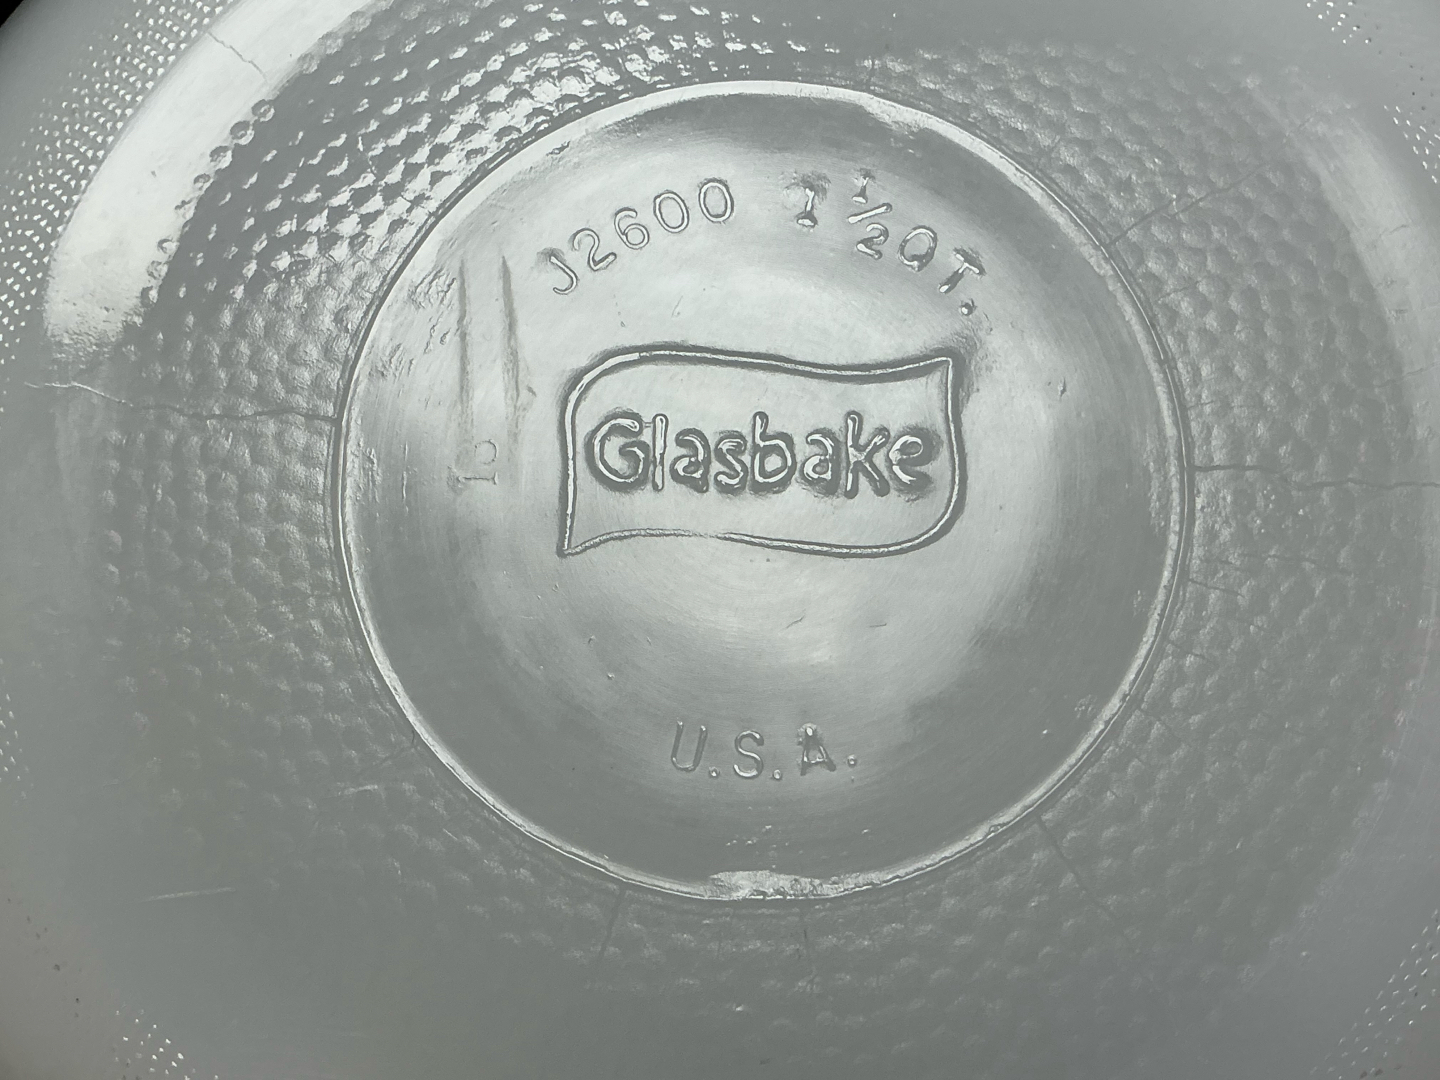 J2600 1 1/2 QT.
Glasbake
U.S.A.